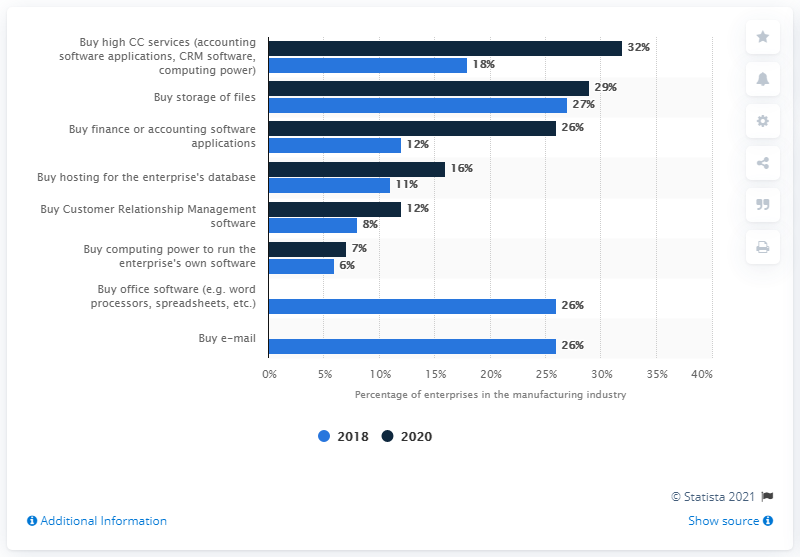 Buy high CC services (accounting
software applications, CRM software,
computing power)
32%
18%
Buy storage of files
29%
27%
Buy finance or accounting software
applications
26%
12%
Buy hosting for the enterprise's database
16%
11%
Buy Customer Relationship Management
software
12%
8%
Buy computing power to run the
enterprise's own software
7%
6%
Buy office software (e.g. word
processors, spreadsheets, etc.)
26%
Buy e-mail
26%
0% 5% 10% 15% 20% 25% 30% 35% 40%
Percentage of enterprises in the manufacturing industry
2018 2020
© Statista 2021
Additional Information Show source